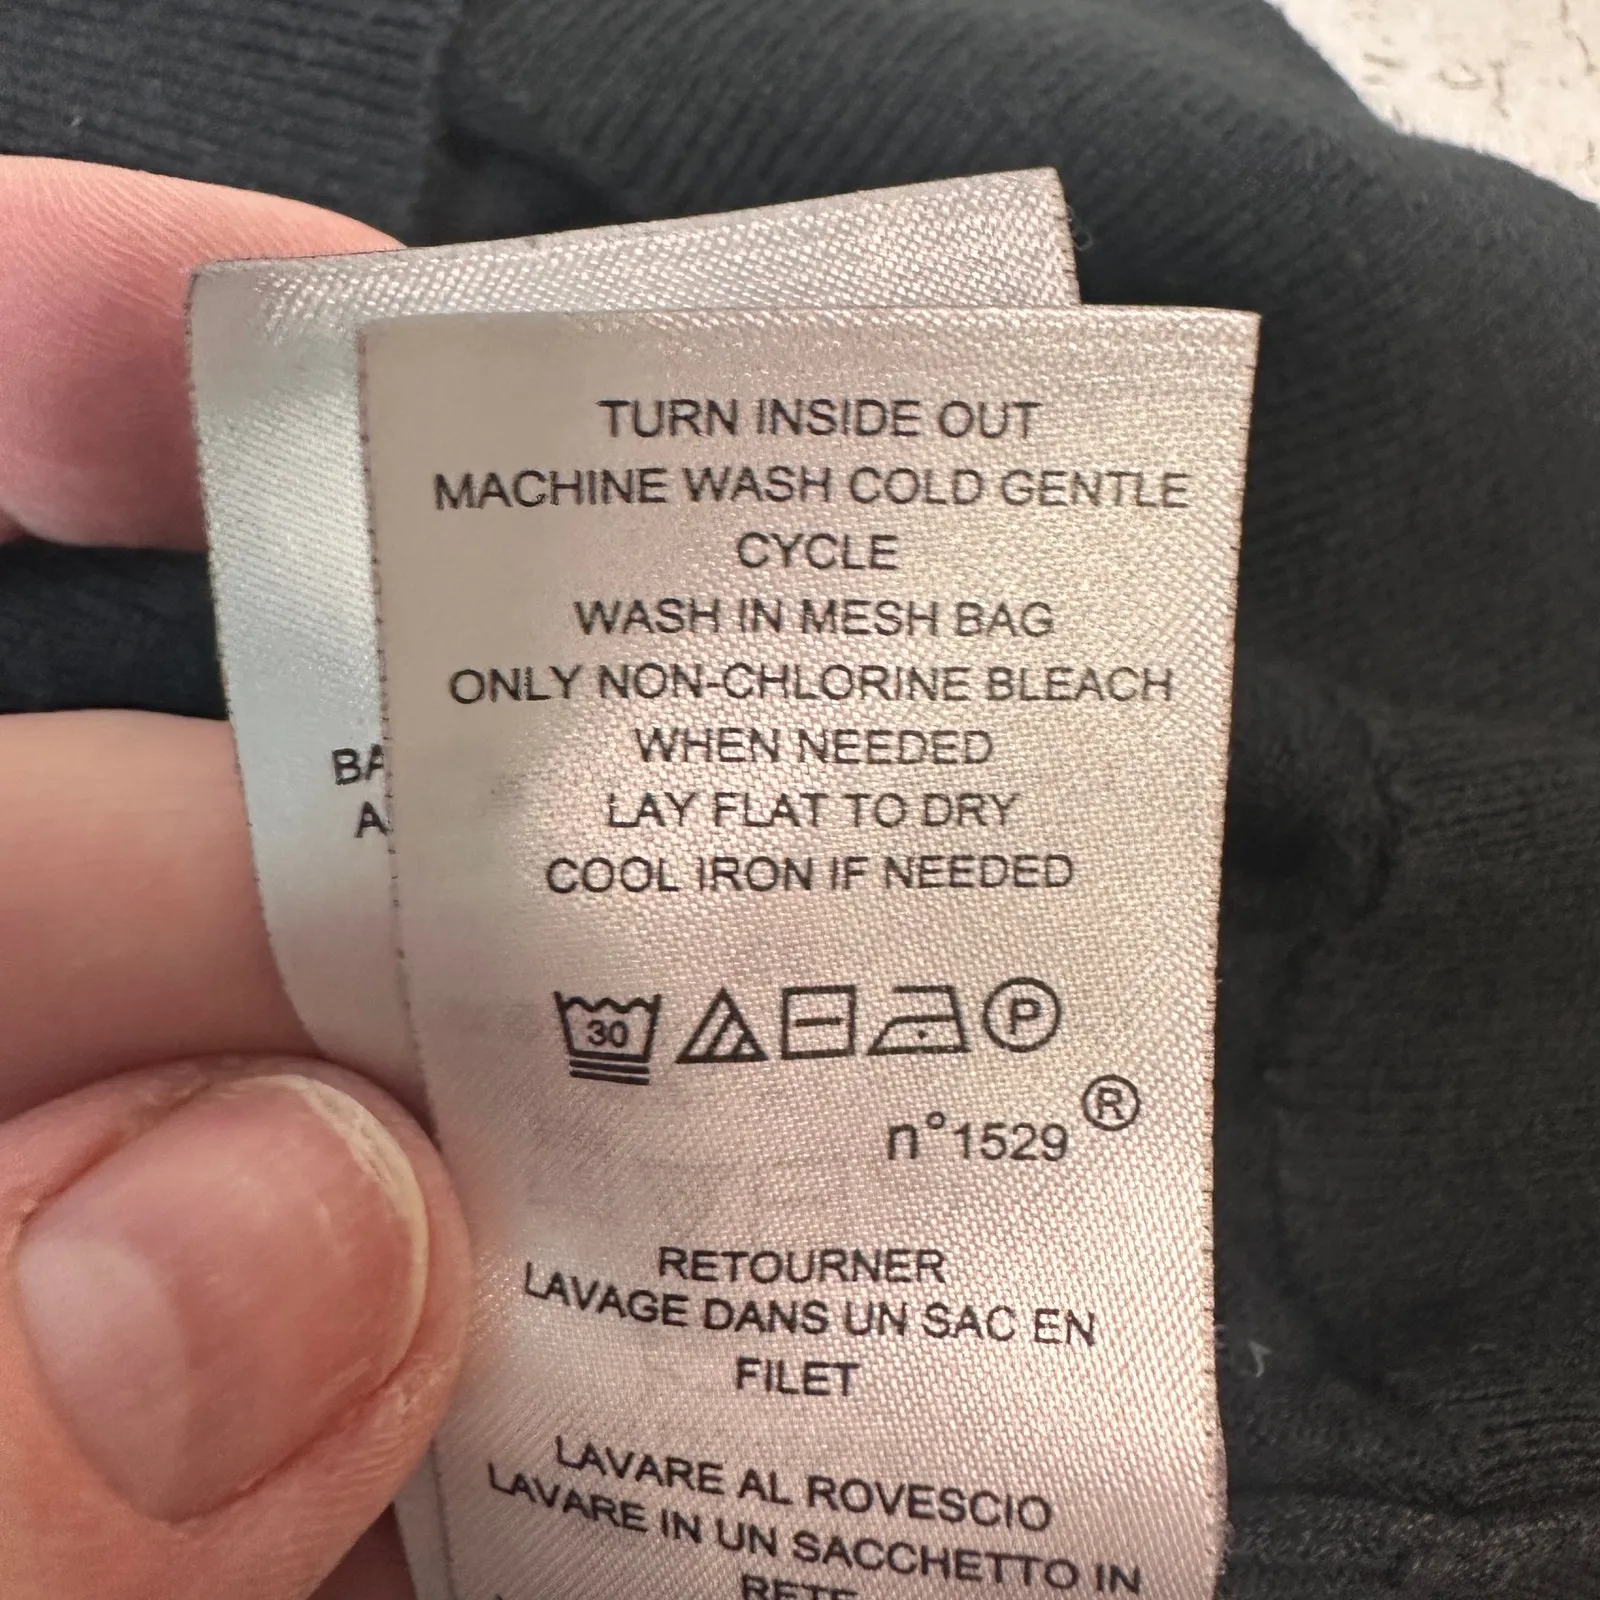 TURN INSIDE OUT
MACHINE WASH COLD GENTLE
CYCLE
WASH IN MESH BAG
ONLY NON-CHLORINE BLEACH
WHEN NEEDED
LAY FLAT TO DRY
COOL IRON IF NEEDED
30 P
n°1529 ®
RETOURNER
LAVAGE DANS UN SAC EN
FILET
LAVARE AL ROVESCIO
LAVARE IN UN SACCHETTO IN
RETE